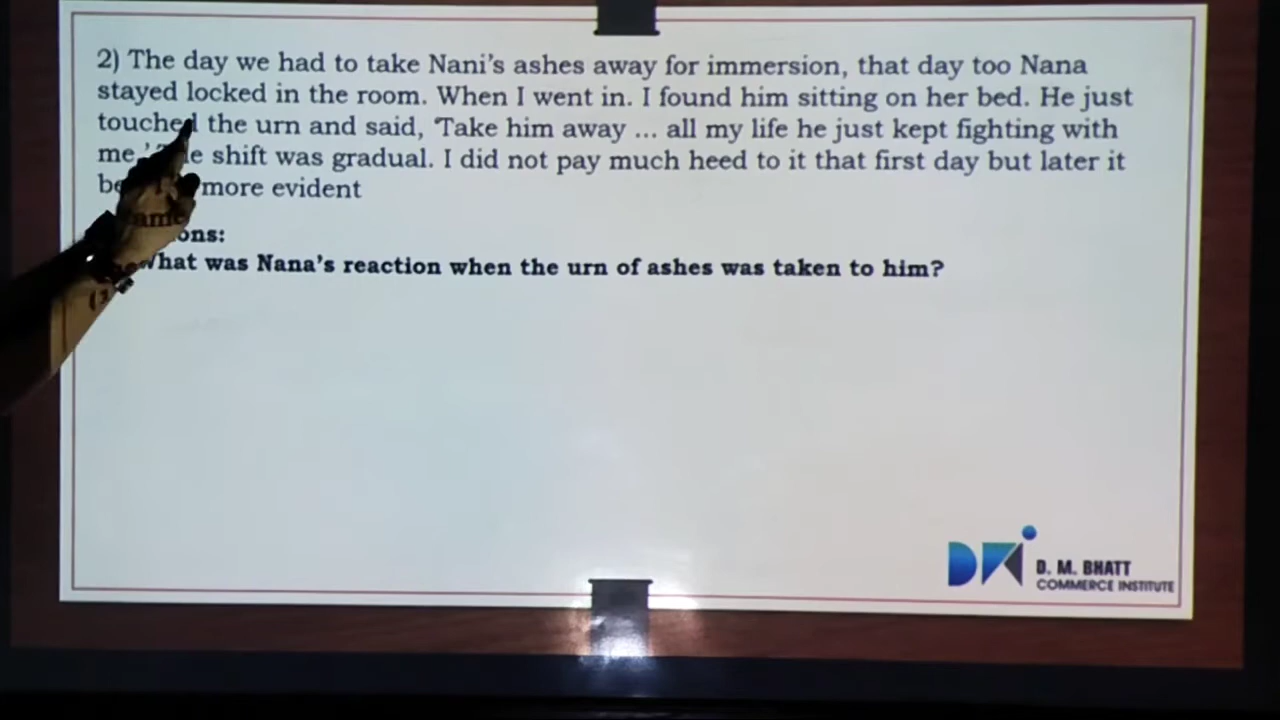 2) The day we had to take Nani's ashes away for immersion, that day too Nana
stayed locked in the room. When I went in. I found him sitting on her bed. He just
touched the urn and said, 'Take him away ... all my life he just kept fighting with
me.' shift was gradual. I did not pay much heed to it that first day but later it
more evident
What was Nana's reaction when the urn of ashes was taken to him?
D. M. BHATT
COMMERCE INSTITUTE